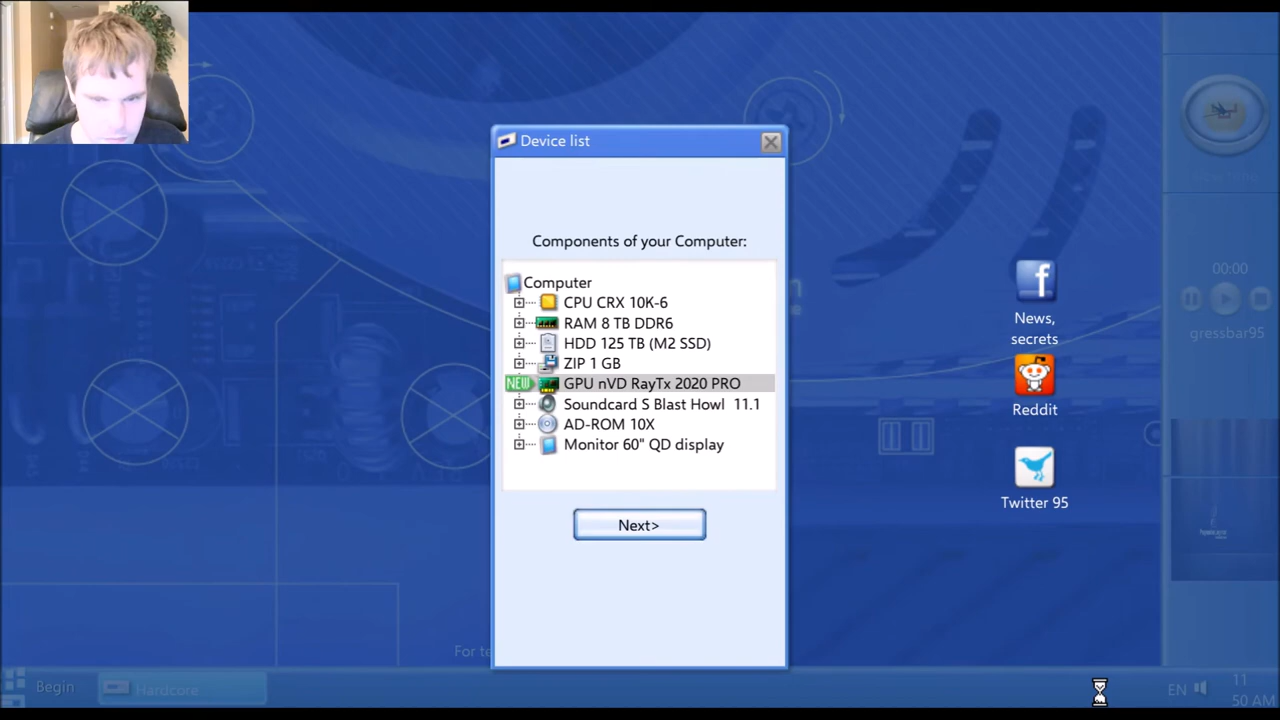 Device list
Components of your Computer:
Computer
CPU CRX 10K-6
RAM 8 TB DDR6
HDD 125 TB (M2 SSD)
ZIP 1 GB
NEW GPU nVD RayTx 2020 PRO
Soundcard S Blast Howl 11.1
AD-ROM 10X
Monitor 60" QD display
Next>
News,
secrets
Reddit
Twitter 95
00:00
gressbar95
For te
Begin
Hardcore
EN
11
50 AM